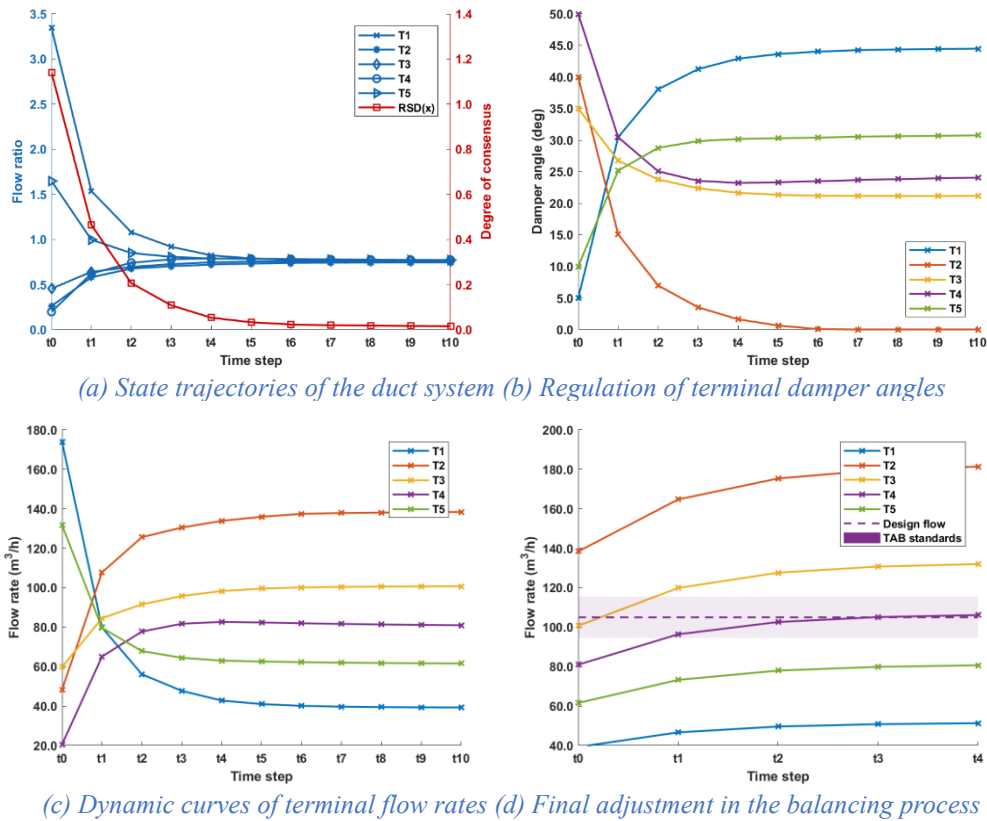 3.5
3.0
2.5
2.0
1.5
1.0
0.5
0.0
Flow ratio
1.4
1.2
1.0
0.8
0.6
0.4
0.2
0.0
Degree of consensus
T1
T2
T3
T4
T5
RSD(x)
t0 t1 t2 t3 t4 t5 t6 t7 t8 t9 t10
Time step
50.0
45.0
40.0
35.0
30.0
25.0
20.0
15.0
10.0
5.0
0.0
Damper angle (deg)
T1
T2
T3
T4
T5
t0 t1 t2 t3 t4 t5 t6 t7 t8 t9 t10
Time step
(a) State trajectories of the duct system (b) Regulation of terminal damper angles
180.0
160.0
140.0
120.0
100.0
80.0
60.0
40.0
20.0
Flow rate (m³/h)
T1
T2
T3
T4
T5
t0 t1 t2 t3 t4 t5 t6 t7 t8 t9 t10
Time step
200.0
180.0
160.0
140.0
120.0
100.0
80.0
60.0
40.0
Flow rate (m³/h)
T1
T2
T3
T4
T5
Design flow
TAB standards
t0 t1 t2 t3 t4
Time step
(c) Dynamic curves of terminal flow rates (d) Final adjustment in the balancing process